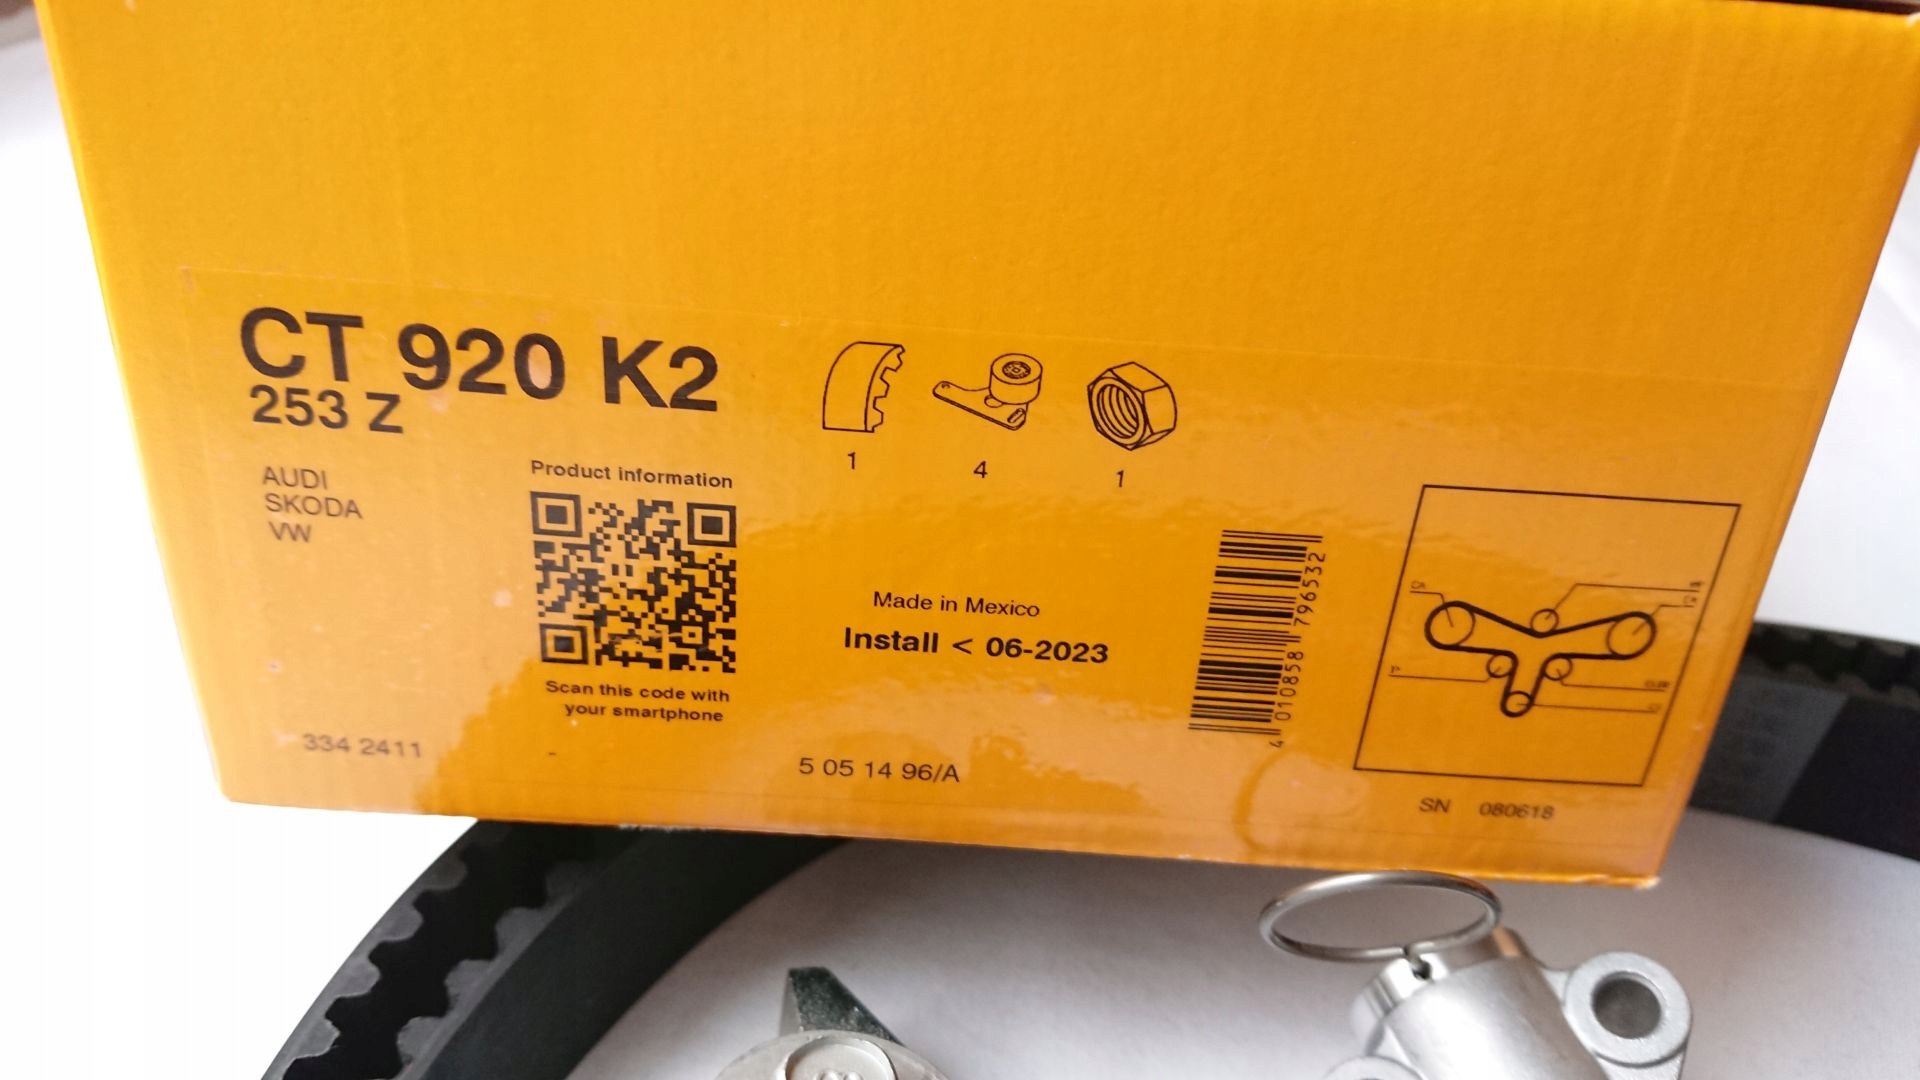 CT 920 K2
253 Z
AUDI
SKODA
VW
Product information
Scan this code with
your smartphone
334 2411
1
4
1
Made in Mexico
Install < 06-2023
5 05 14 96/A
4 010858 796532
CA
SN 080618